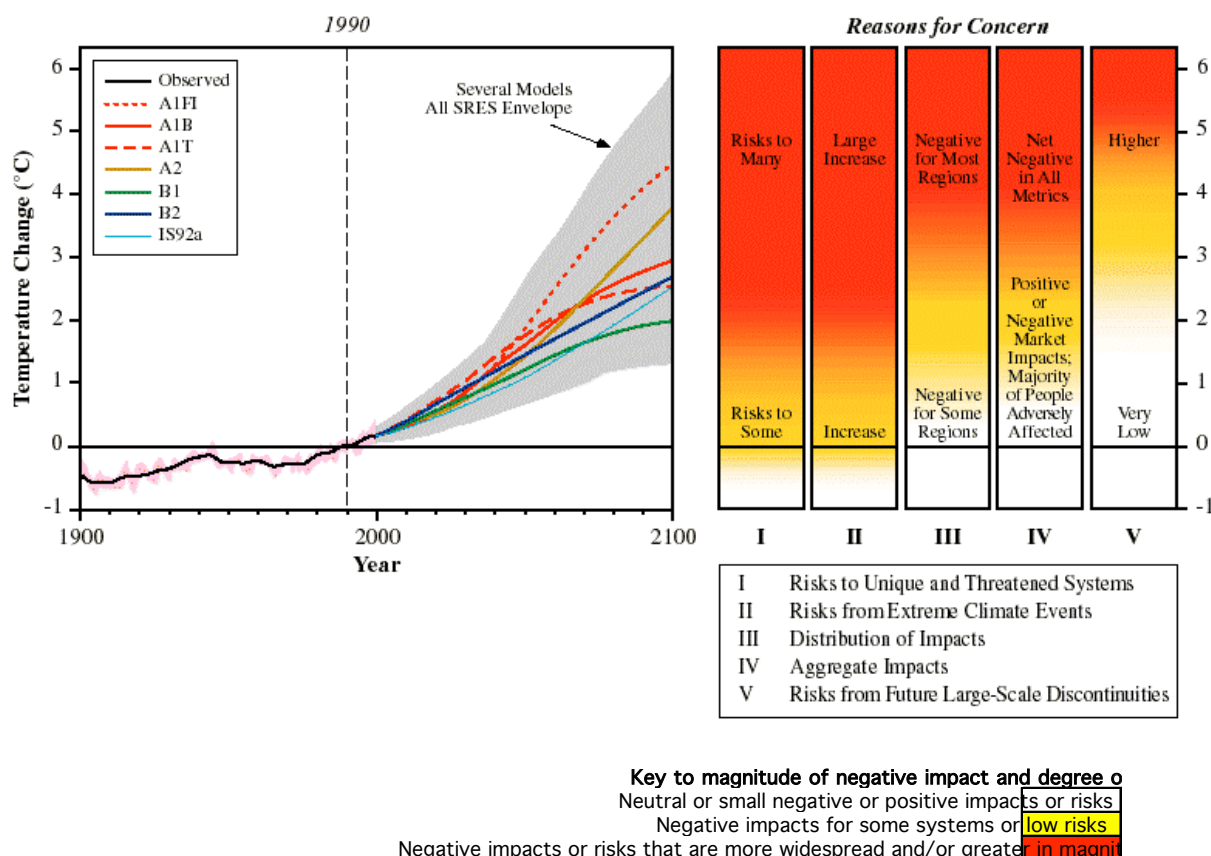 1990
Reasons for Concern
6
5
4
3
2
1
0
-1
Temperature Change (°C)
Observed
A1FI
A1B
A1T
A2
B1
B2
IS92a
Several Models
All SRES Envelope
1900
2000
2100
Year
Risks to
Many
Risks to
Some
Large
Increase
Increase
Negative
for Most
Regions
Negative
for Some
Regions
Net
Negative
in All
Metrics
Positive
or
Negative
Market
Impacts;
Majority
of People
Adversely
Affected
Higher
Very
Low
6
5
4
3
2
1
0
-1
I
II
III
IV
V
I Risks to Unique and Threatened Systems
II Risks from Extreme Climate Events
III Distribution of Impacts
IV Aggregate Impacts
V Risks from Future Large-Scale Discontinuities
Key to magnitude of negative impact and degree o
Neutral or small negative or positive impacts or risks
Negative impacts for some systems or low risks
Negative impacts or risks that are more widespread and/or greater in magnit